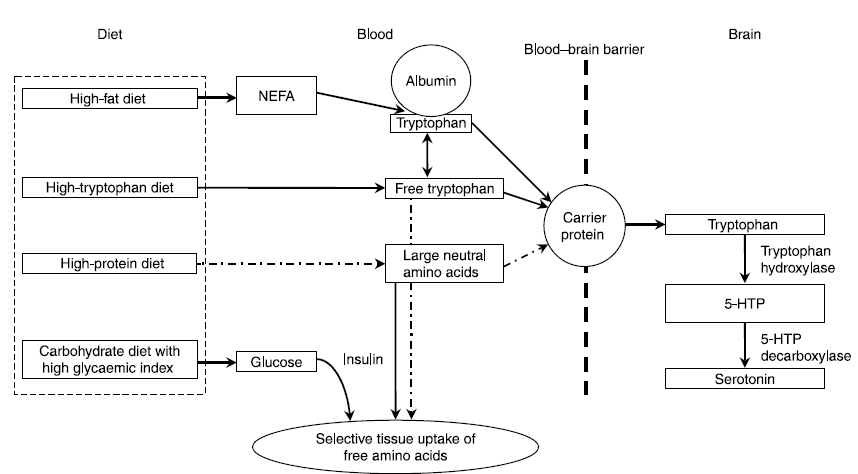 Diet
Blood
Blood–brain barrier
Brain
High-fat diet
NEFA
Albumin
Tryptophan
High-tryptophan diet
Free tryptophan
Carrier
protein
Tryptophan
Tryptophan
hydroxylase
High-protein diet
Large neutral
amino acids
5-HTP
5-HTP
decarboxylase
Carbohydrate diet with
high glycaemic index
Glucose
Insulin
Serotonin
Selective tissue uptake of
free amino acids